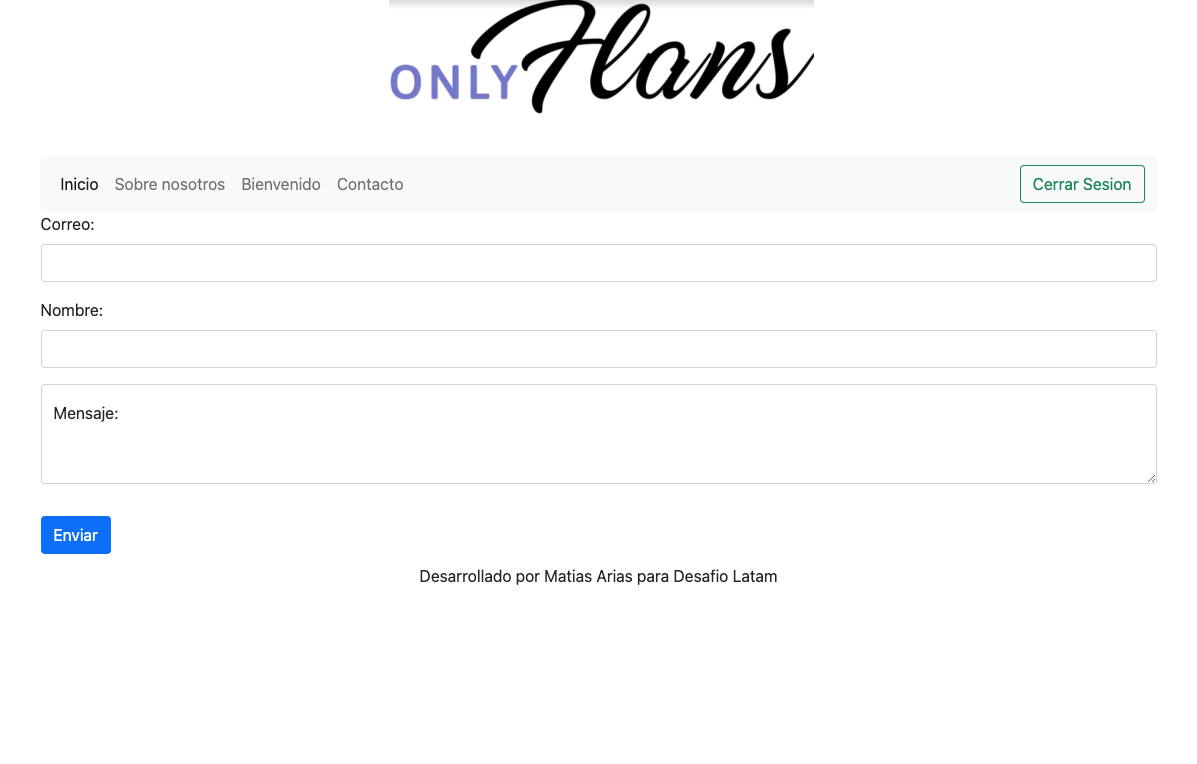 ONLY Flans
Inicio Sobre nosotros Bienvenido Contacto Cerrar Sesion
Correo:
Nombre:
Mensaje:
Enviar
Desarrollado por Matias Arias para Desafio Latam